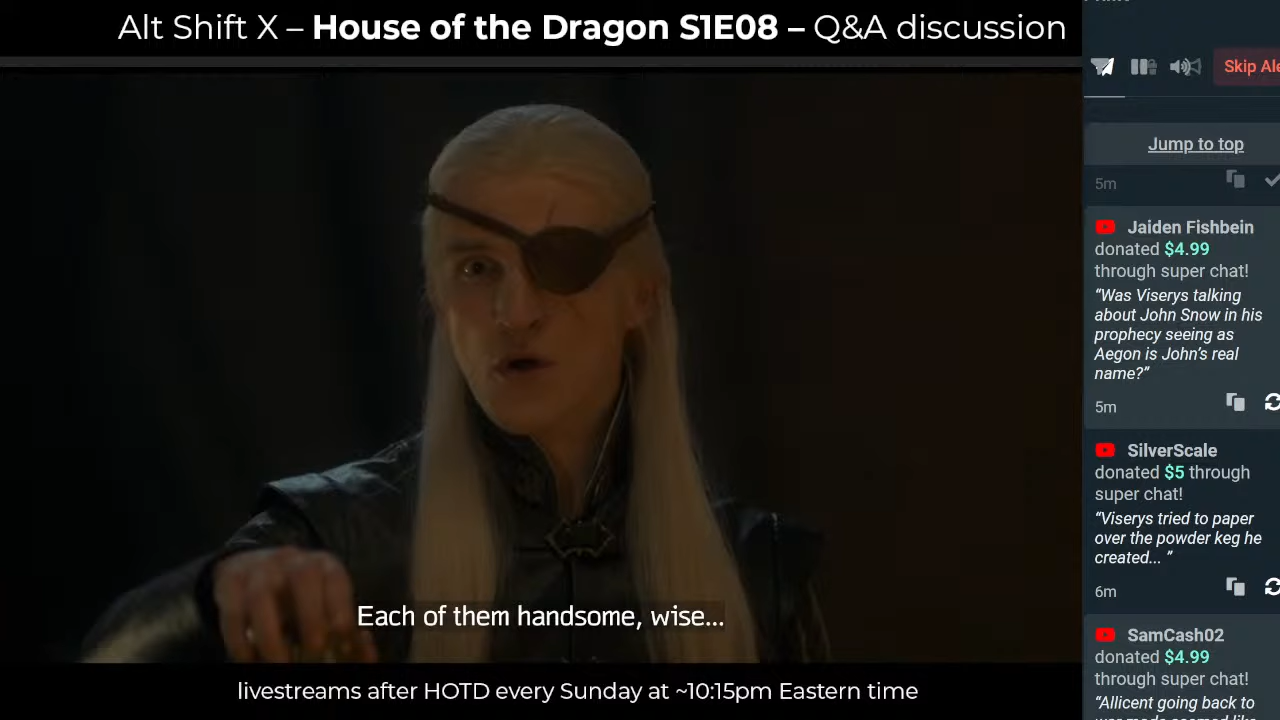 Alt Shift X – House of the Dragon S1E08 – Q&A discussion
Each of them handsome, wise...
livestreams after HOTD every Sunday at ~10:15pm Eastern time
Skip Ale
Jump to top
5m
Jaiden Fishbein
donated $4.99
through super chat!
“Was Viserys talking
about John Snow in his
prophecy seeing as
Aegon is John’s real
name?”
5m
SilverScale
donated $5 through
super chat!
“Viserys tried to paper
over the powder keg he
created... ”
6m
SamCash02
donated $4.99
through super chat!
“Allicent going back to